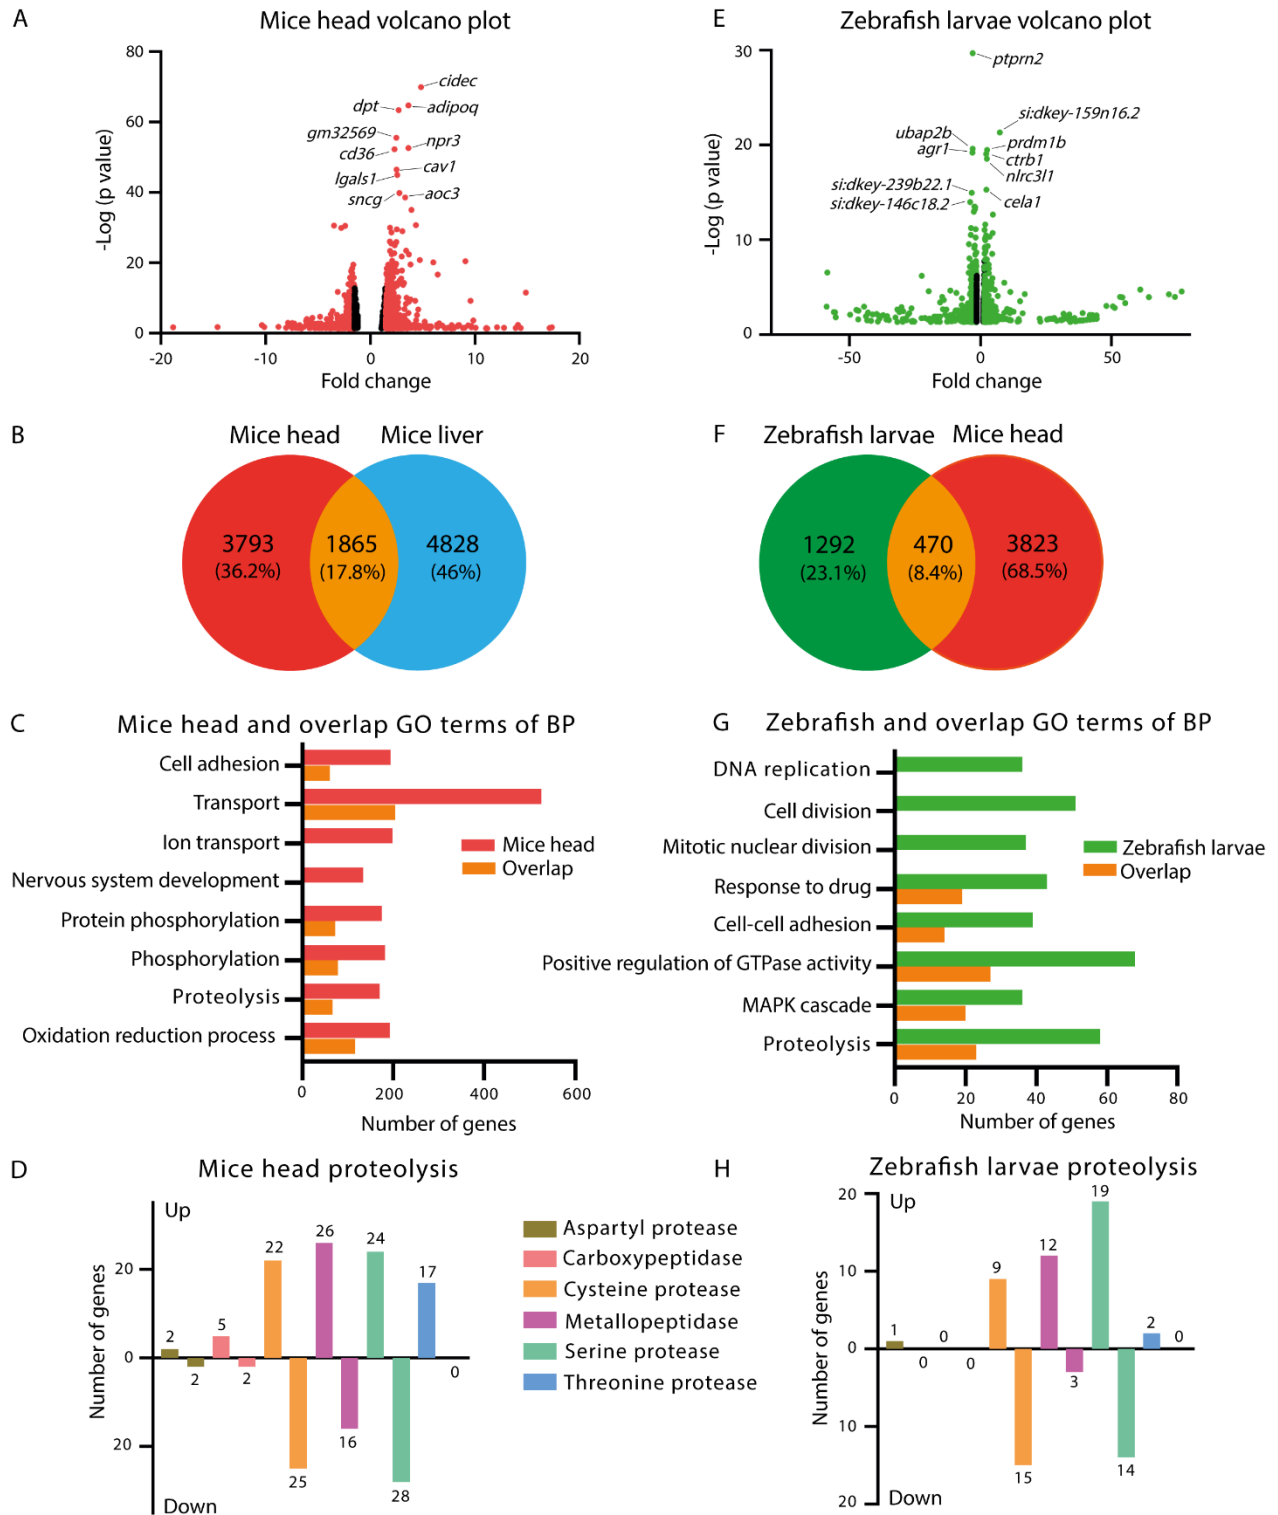 A
Mice head volcano plot
80
60
40
20
0
-20
-10
0
10
20
-Log (p value)
Fold change
cidec
dpt
adipoq
gm32569
npr3
cd36
cav1
lgals1
sncg
aoc3
E
Zebrafish larvae volcano plot
30
20
10
0
-50
0
50
-Log (p value)
Fold change
ptprn2
si:dkey-159n16.2
ubap2b
agr1
prdm1b
ctrb1
nlrc3l1
si:dkey-239b22.1
si:dkey-146c18.2
cela1
B
Mice head
Mice liver
3793
(36.2%)
1865
(17.8%)
4828
(46%)
F
Zebrafish larvae
Mice head
1292
(23.1%)
470
(8.4%)
3823
(68.5%)
C
Mice head and overlap GO terms of BP
Cell adhesion
Transport
Ion transport
Nervous system development
Protein phosphorylation
Phosphorylation
Proteolysis
Oxidation reduction process
Mice head
Overlap
0
200
400
600
Number of genes
G
Zebrafish and overlap GO terms of BP
DNA replication
Cell division
Mitotic nuclear division
Response to drug
Cell-cell adhesion
Positive regulation of GTPase activity
MAPK cascade
Proteolysis
Zebrafish larvae
Overlap
0
20
40
60
80
Number of genes
D
Mice head proteolysis
Up
20
0
20
Down
Number of genes
2
2
5
2
22
25
26
16
24
28
17
0
Aspartyl protease
Carboxypeptidase
Cysteine protease
Metallopeptidase
Serine protease
Threonine protease
H
Zebrafish larvae proteolysis
Up
20
10
0
10
20
Down
Number of genes
1
0
0
0
9
15
12
3
19
14
2
0